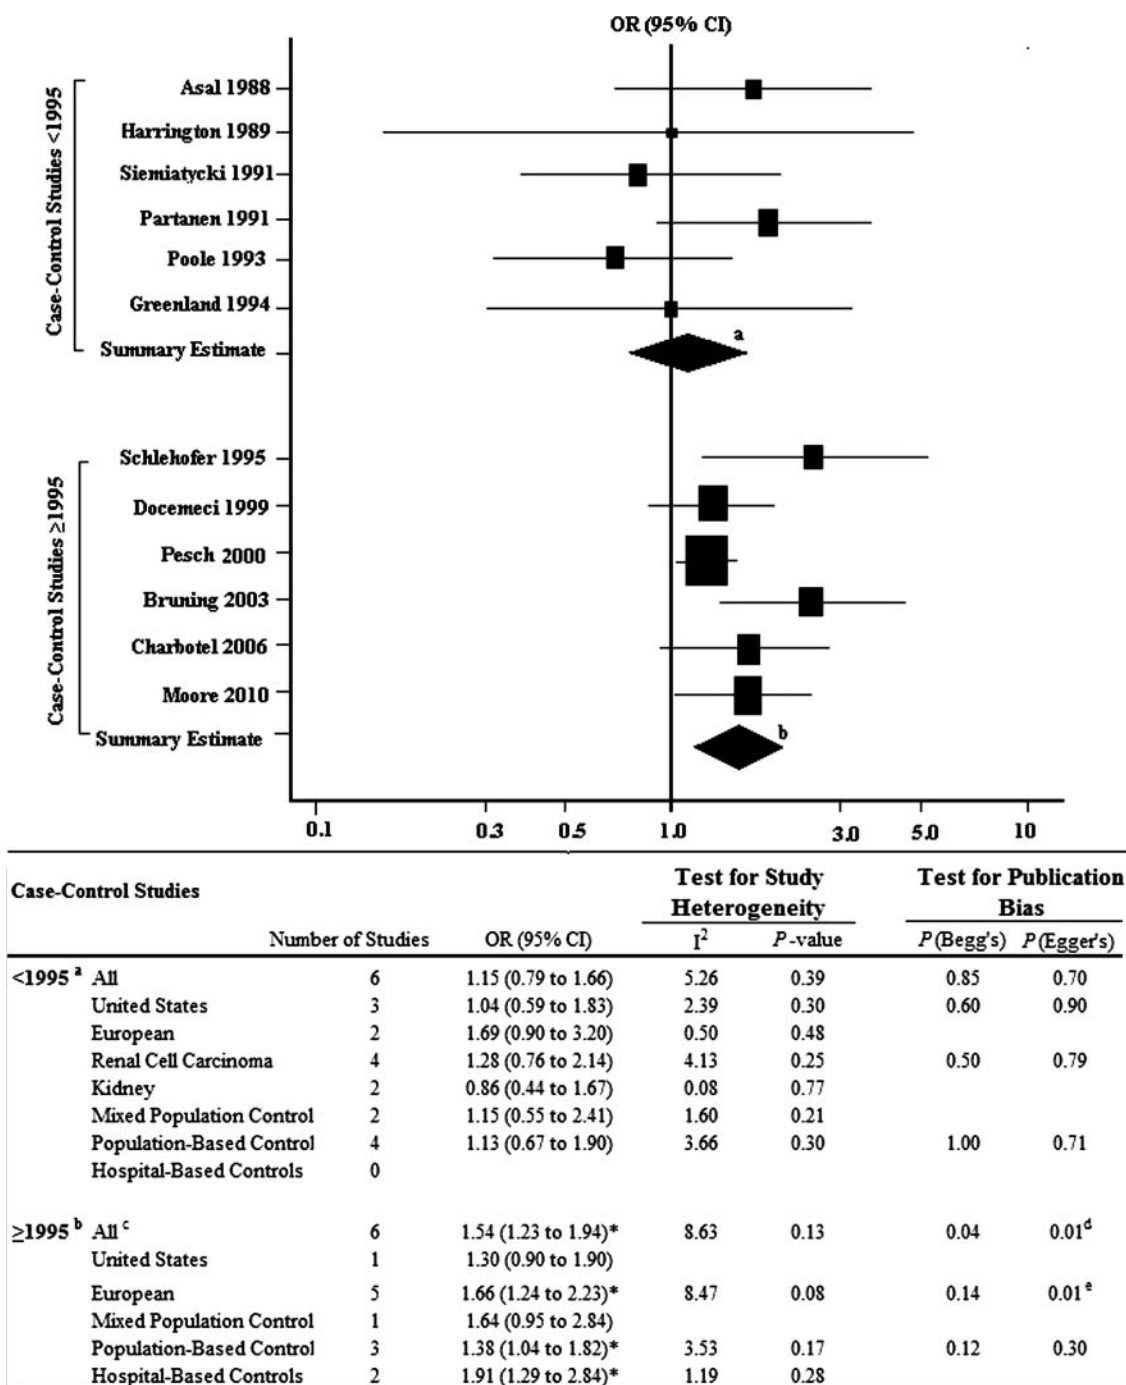 OR (95% CI)
Case-Control Studies <1995
Asal 1988
Harrington 1989
Siemiatycki 1991
Partanen 1991
Poole 1993
Greenland 1994
Summary Estimate
a
Case-Control Studies ≥1995
Schlehofer 1995
Docemeci 1999
Pesch 2000
Bruning 2003
Charbotel 2006
Moore 2010
Summary Estimate
b
0.1 0.3 0.5 1.0 3.0 5.0 10
Case-Control Studies Test for Study Heterogeneity Test for Publication Bias
Number of Studies OR (95% CI) I² P-value P(Begg's) P(Egger's)
<1995 ᵃ All 6 1.15 (0.79 to 1.66) 5.26 0.39 0.85 0.70
United States 3 1.04 (0.59 to 1.83) 2.39 0.30 0.60 0.90
European 2 1.69 (0.90 to 3.20) 0.50 0.48
Renal Cell Carcinoma 4 1.28 (0.76 to 2.14) 4.13 0.25 0.50 0.79
Kidney 2 0.86 (0.44 to 1.67) 0.08 0.77
Mixed Population Control 2 1.15 (0.55 to 2.41) 1.60 0.21
Population-Based Control 4 1.13 (0.67 to 1.90) 3.66 0.30 1.00 0.71
Hospital-Based Controls 0
≥1995 ᵇ All ᶜ 6 1.54 (1.23 to 1.94)* 8.63 0.13 0.04 0.01ᵈ
United States 1 1.30 (0.90 to 1.90)
European 5 1.66 (1.24 to 2.23)* 8.47 0.08 0.14 0.01ᵉ
Mixed Population Control 1 1.64 (0.95 to 2.84)
Population-Based Control 3 1.38 (1.04 to 1.82)* 3.53 0.17 0.12 0.30
Hospital-Based Controls 2 1.91 (1.29 to 2.84)* 1.19 0.28